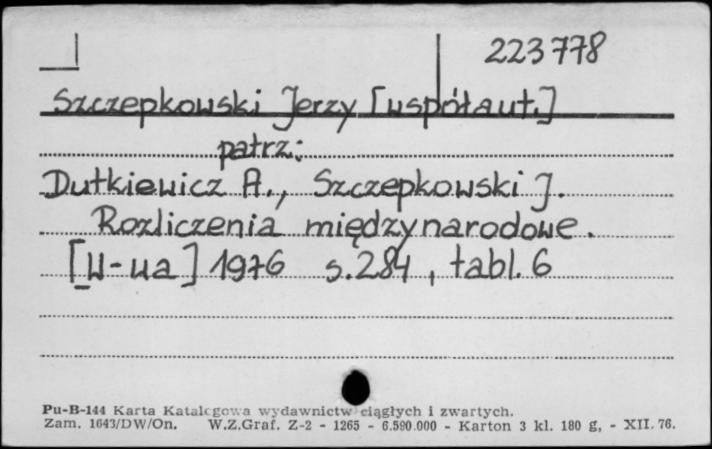 223778
Szczepkowski Jerzy [współaut.]
patrz:
Dutkiewicz A., Szczepkowski J.
Rozliczenia międzynarodowe.
[W-wa] 1976 s.284, tabl. 6
Pu-B-144 Karta Katalogowa wydawnictw ciągłych i zwartych.
Zam. 1643/DW/On. W.Z.Graf. Z-2 - 1265 - 6.590.000 - Karton 3 kl. 180 g, - XII. 76.